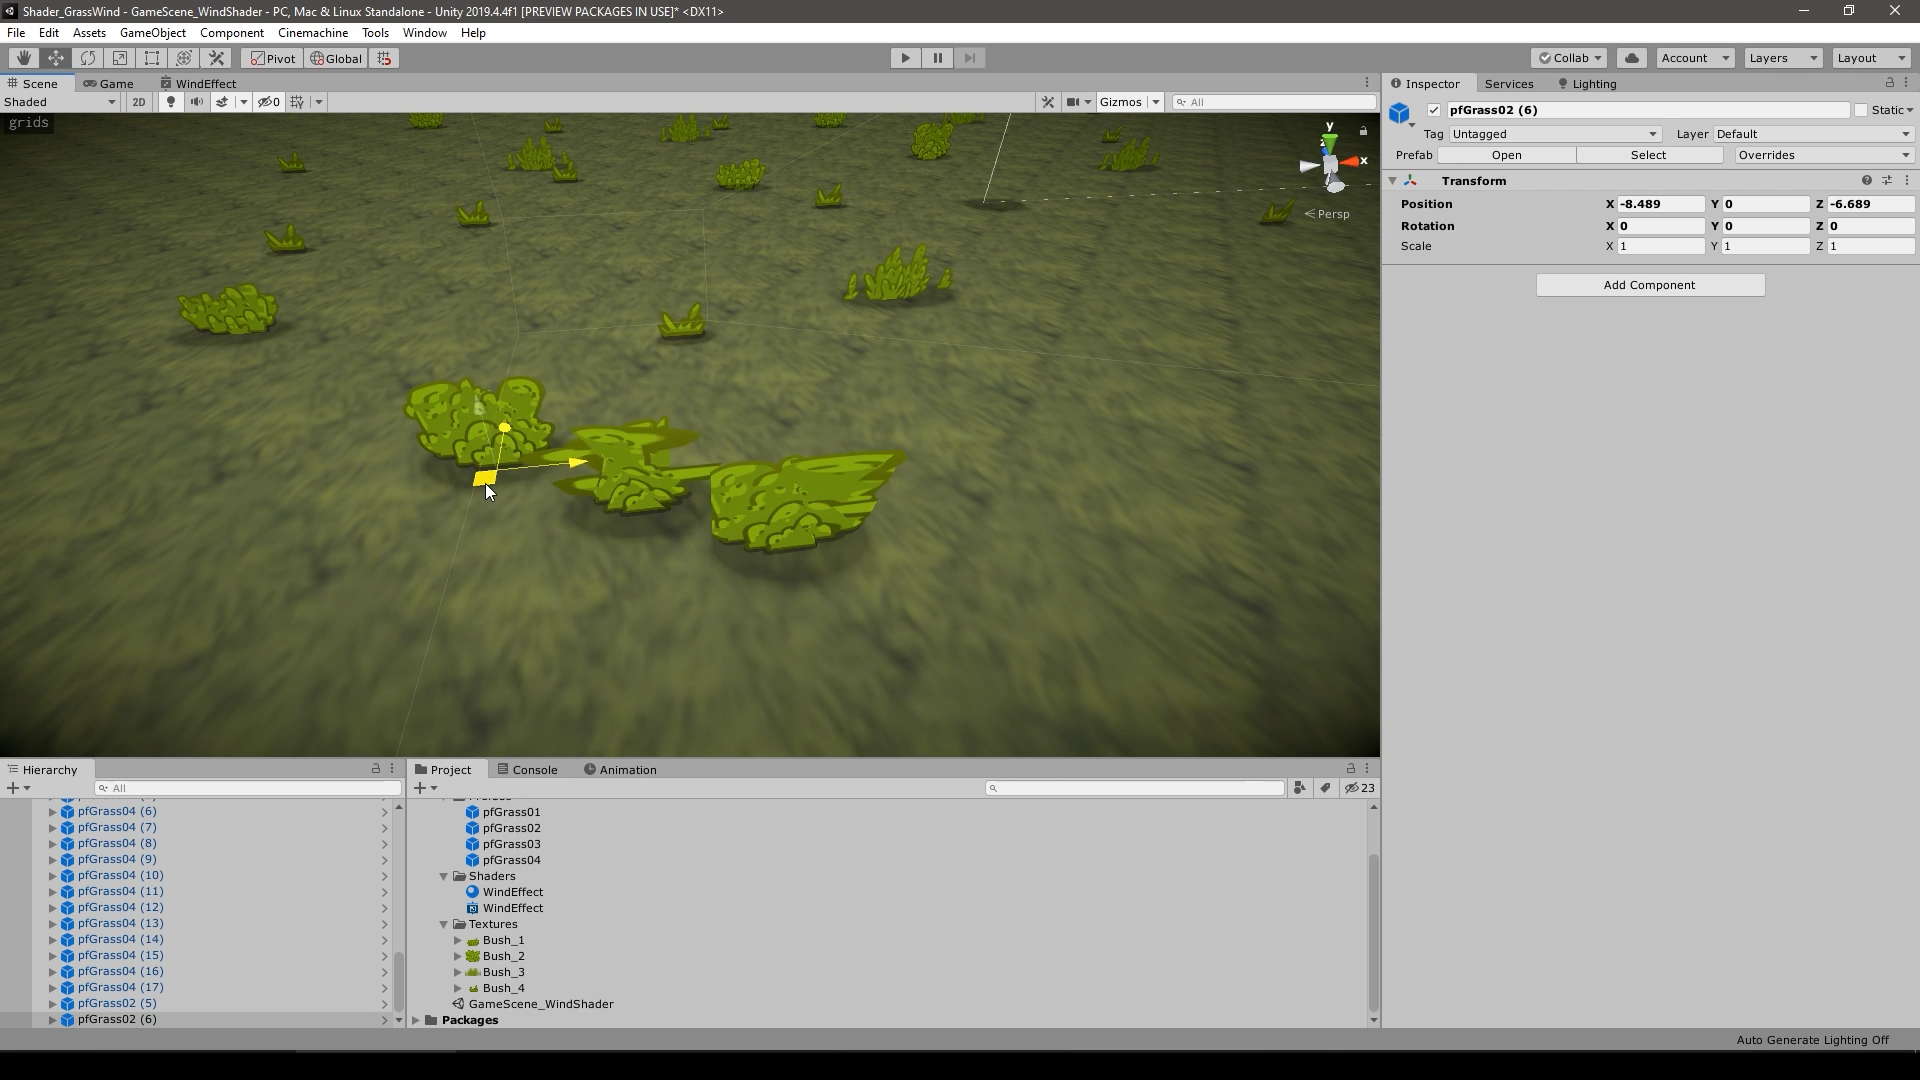 Shader_GrassWind - GameScene_WindShader - PC, Mac & Linux Standalone - Unity 2019.4.4f1 [PREVIEW PACKAGES IN USE]* <DX11>
File Edit Assets GameObject Component Cinemachine Tools Window Help
Pivot Global Collab Account Layers Layout
Scene Game WindEffect
Shaded 2D 0 Gizmos All
grids
y
x
Persp
Inspector Services Lighting
pfGrass02 (6) Static
Tag Untagged Layer Default
Prefab Open Select Overrides
Transform
Position X -8.489 Y 0 Z -6.689
Rotation X 0 Y 0 Z 0
Scale X 1 Y 1 Z 1
Add Component
Hierarchy
All
pfGrass04 (6)
pfGrass04 (7)
pfGrass04 (8)
pfGrass04 (9)
pfGrass04 (10)
pfGrass04 (11)
pfGrass04 (12)
pfGrass04 (13)
pfGrass04 (14)
pfGrass04 (15)
pfGrass04 (16)
pfGrass04 (17)
pfGrass02 (5)
pfGrass02 (6)
Project Console Animation
23
pfGrass01
pfGrass02
pfGrass03
pfGrass04
Shaders
WindEffect
WindEffect
Textures
Bush_1
Bush_2
Bush_3
Bush_4
GameScene_WindShader
Packages
Auto Generate Lighting Off